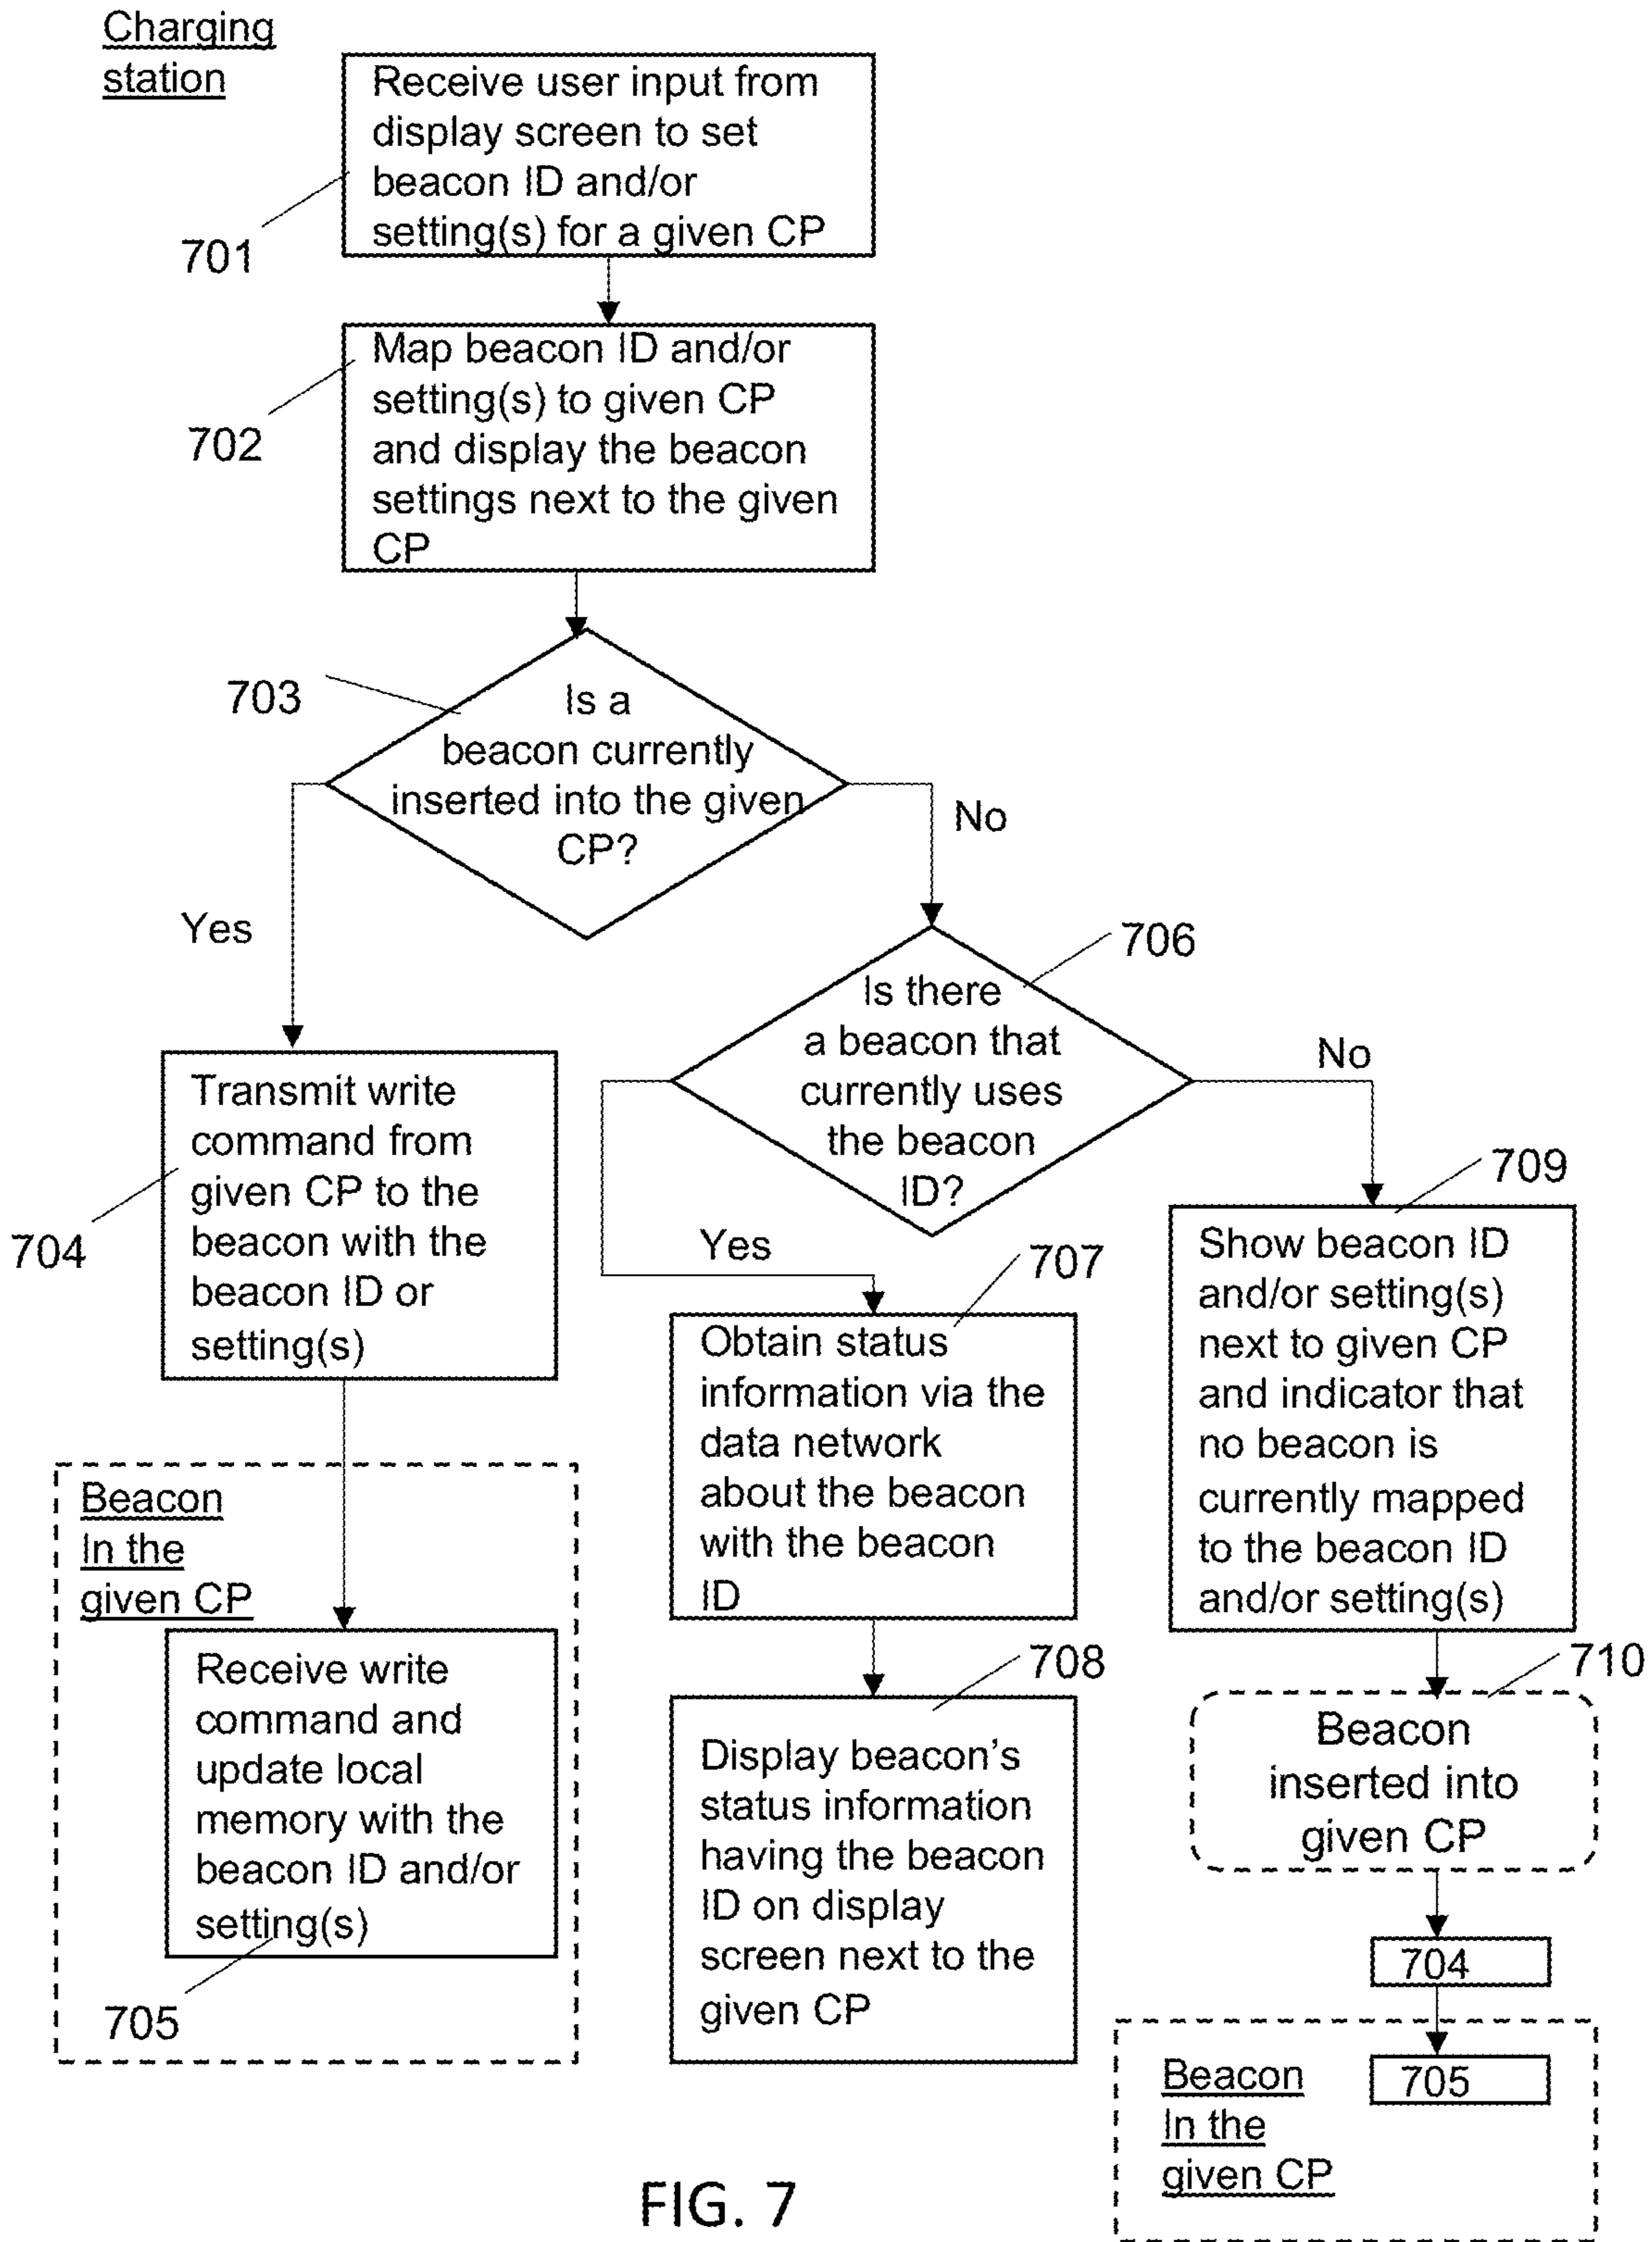 Charging
station
Receive user input from
display screen to set
beacon ID and/or
setting(s) for a given CP
701
Map beacon ID and/or
setting(s) to given CP
and display the beacon
settings next to the given
CP
702
703
Is a
beacon currently
inserted into the given
CP?
Yes
No
706
Is there
a beacon that
currently uses
the beacon
ID?
Yes
No
Transmit write
command from
given CP to the
beacon with the
beacon ID or
setting(s)
704
Beacon
In the
given CP
Receive write
command and
update local
memory with the
beacon ID and/or
setting(s)
705
707
Obtain status
information via the
data network
about the beacon
with the beacon
ID
708
Display beacon's
status information
having the beacon
ID on display
screen next to the
given CP
709
Show beacon ID
and/or setting(s)
next to given CP
and indicator that
no beacon is
currently mapped
to the beacon ID
and/or setting(s)
710
Beacon
inserted into
given CP
704
705
Beacon
In the
given CP
FIG. 7